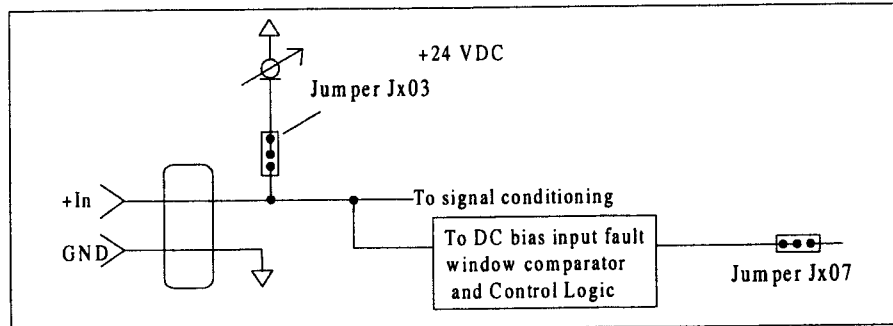 +24 VDC
Jumper Jx03
+In
To signal conditioning
GND
To DC bias input fault
window comparator
and Control Logic
Jumper Jx07